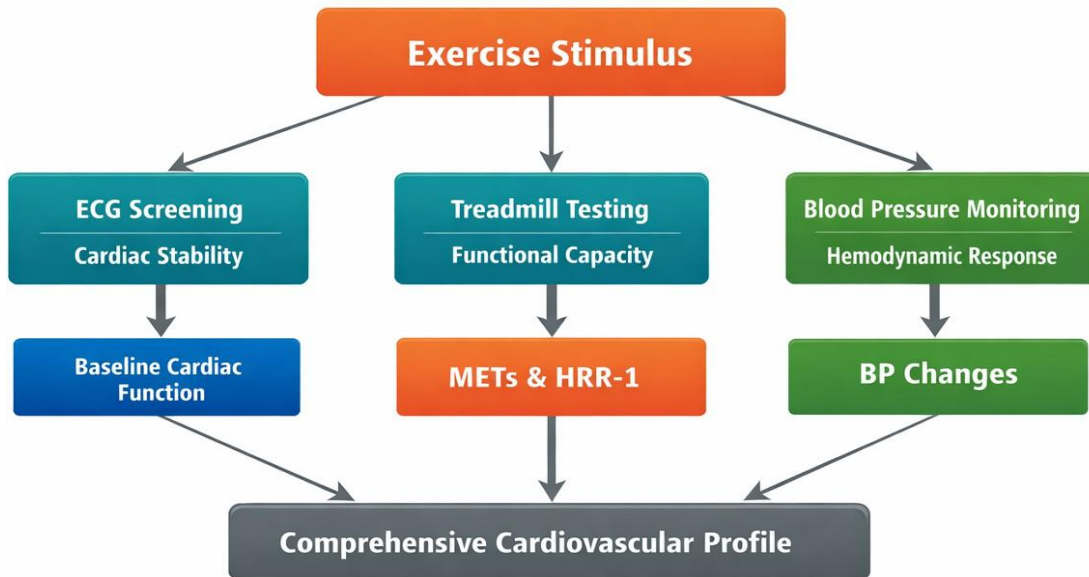 Exercise Stimulus
ECG Screening
Cardiac Stability
Treadmill Testing
Functional Capacity
Blood Pressure Monitoring
Hemodynamic Response
Baseline Cardiac
Function
METs & HRR-1
BP Changes
Comprehensive Cardiovascular Profile